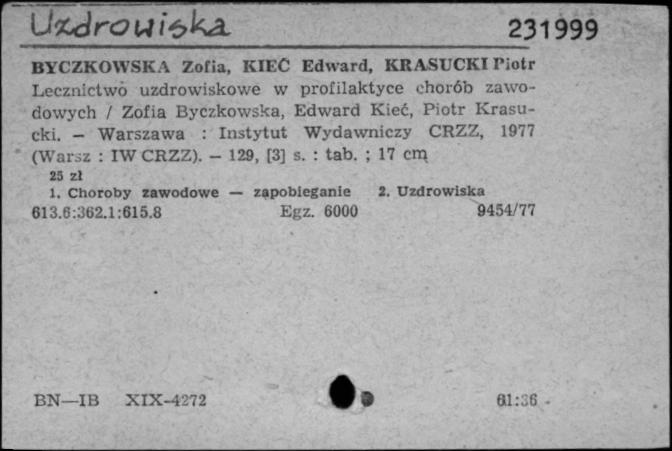 Uzdrowiska 231999
BYCZKOWSKA Zofia, KIEĆ Edward, KRASUCKI Piotr
Lecznictwo uzdrowiskowe w profilaktyce chorób zawo-
dowych / Zofia Byczkowska, Edward Kieć, Piotr Krasu-
cki. — Warszawa : Instytut Wydawniczy CRZZ, 1977
(Warsz : IW CRZZ). — 129, [3] s. : tab. ; 17 cm
25 zł
1. Choroby zawodowe — zapobieganie 2. Uzdrowiska
613.6:362.1:615.8 Egz. 6000 9454/77
BN—IB XIX-4272 61:36